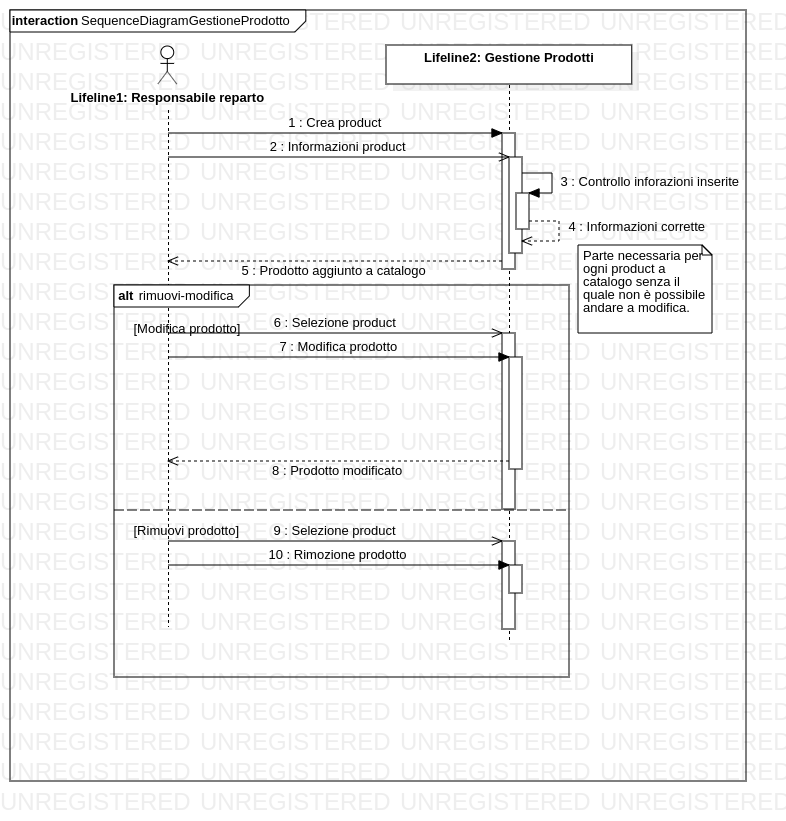 interaction SequenceDiagramGestioneProdotto
Lifeline1: Responsabile reparto
Lifeline2: Gestione Prodotti
1 : Crea product
2 : Informazioni product
3 : Controllo inforazioni inserite
4 : Informazioni corrette
5 : Prodotto aggiunto a catalogo
Parte necessaria per
ogni product a
catalogo senza il
quale non è possibile
andare a modifica.
alt rimuovi-modifica
[Modifica prodotto]
6 : Selezione product
7 : Modifica prodotto
8 : Prodotto modificato
[Rimuovi prodotto]
9 : Selezione product
10 : Rimozione prodotto
UNREGISTERED UNREGISTERED UNREGISTERED UNREGISTERED